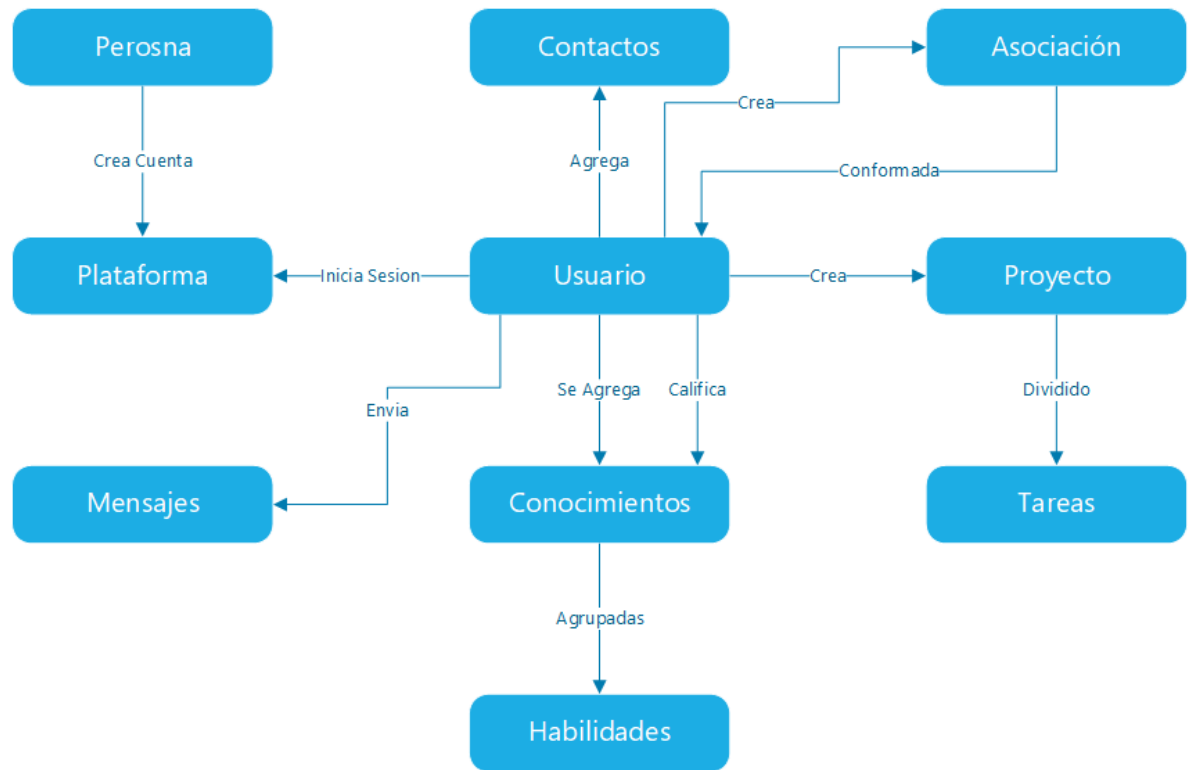 Perosna
Contactos
Asociación
Crea
Crea Cuenta
Agrega
Conformada
Plataforma
Inicia Sesion
Usuario
Crea
Proyecto
Se Agrega
Califica
Dividido
Envia
Mensajes
Conocimientos
Tareas
Agrupadas
Habilidades